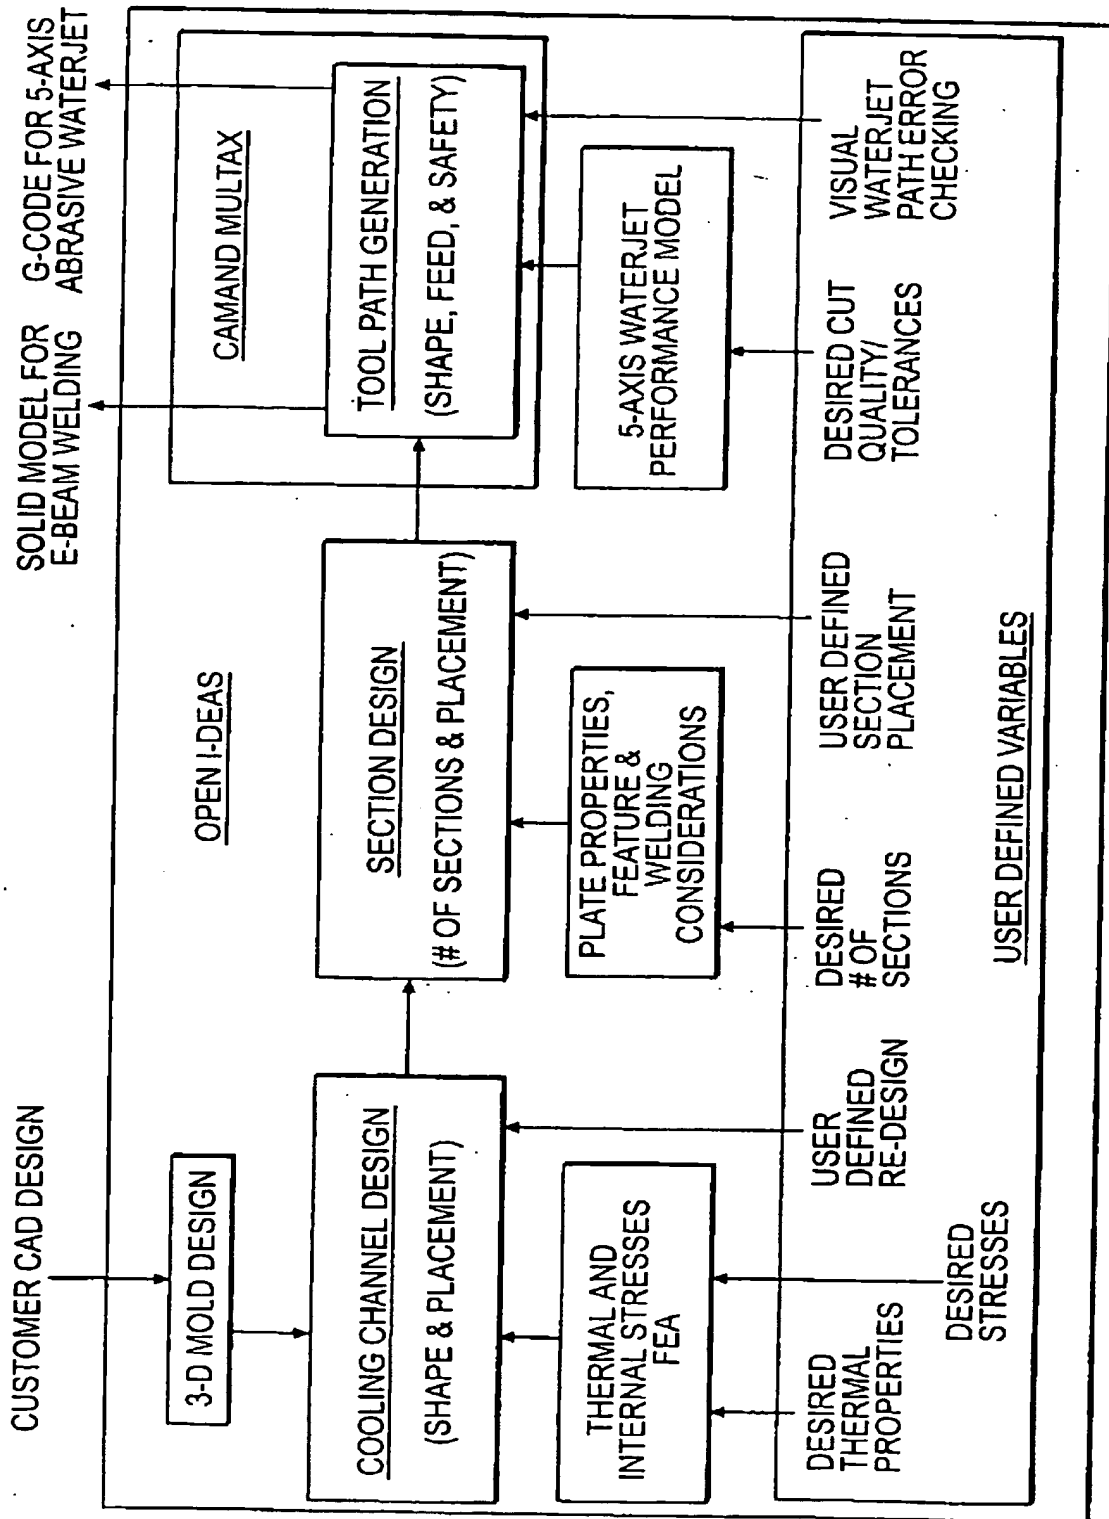 CUSTOMER CAD DESIGN
SOLID MODEL FOR
E-BEAM WELDING
G-CODE FOR 5-AXIS
ABRASIVE WATERJET
OPEN I-DEAS
CAMAND MULTAX
3-D MOLD DESIGN
COOLING CHANNEL DESIGN
(SHAPE & PLACEMENT)
SECTION DESIGN
(# OF SECTIONS & PLACEMENT)
TOOL PATH GENERATION
(SHAPE, FEED, & SAFETY)
THERMAL AND
INTERNAL STRESSES
FEA
PLATE PROPERTIES,
FEATURE &
WELDING
CONSIDERATIONS
5-AXIS WATERJET
PERFORMANCE MODEL
DESIRED
THERMAL
PROPERTIES
DESIRED
STRESSES
USER
DEFINED
RE-DESIGN
DESIRED
# OF
SECTIONS
USER DEFINED
SECTION
PLACEMENT
DESIRED CUT
QUALITY/
TOLERANCES
VISUAL
WATERJET
PATH ERROR
CHECKING
USER DEFINED VARIABLES